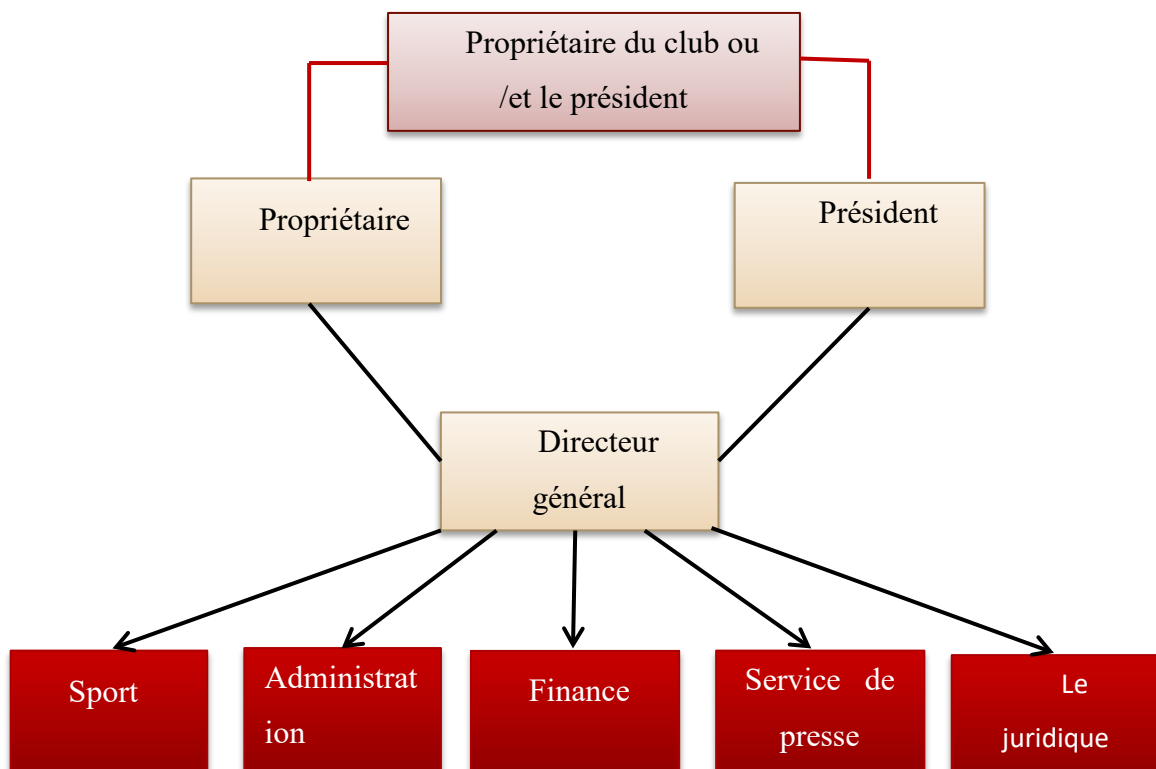 Propriétaire du club ou
/et le président
Propriétaire
Président
Directeur
général
Sport
Administrat
ion
Finance
Service de
presse
Le
juridique